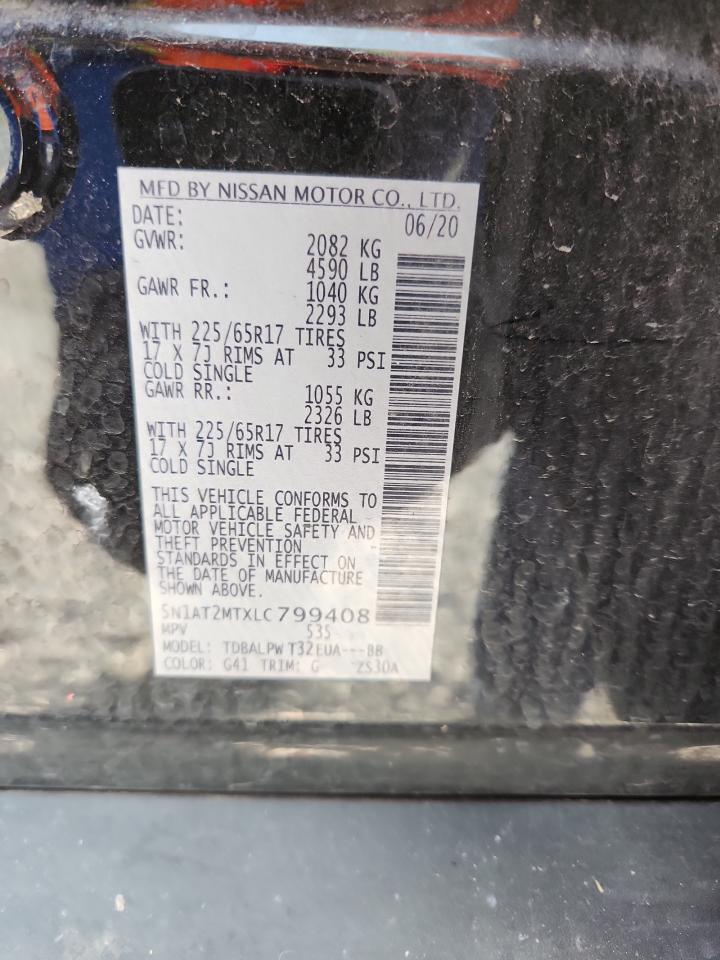 MFD BY NISSAN MOTOR CO., LTD.
DATE: 06/20
GVWR: 2082 KG
4590 LB
GAWR FR.: 1040 KG
2293 LB
WITH 225/65R17 TIRES
17 X 7J RIMS AT 33 PSI
COLD SINGLE
GAWR RR.: 1055 KG
2326 LB
WITH 225/65R17 TIRES
17 X 7J RIMS AT 33 PSI
COLD SINGLE
THIS VEHICLE CONFORMS TO
ALL APPLICABLE FEDERAL
MOTOR VEHICLE SAFETY AND
THEFT PREVENTION
STANDARDS IN EFFECT ON
THE DATE OF MANUFACTURE
SHOWN ABOVE.
5N1AT2MTXLC799408
MPV 535
MODEL: TDBALPW T32EUA---BB
COLOR: G41 TRIM: G ZS30A